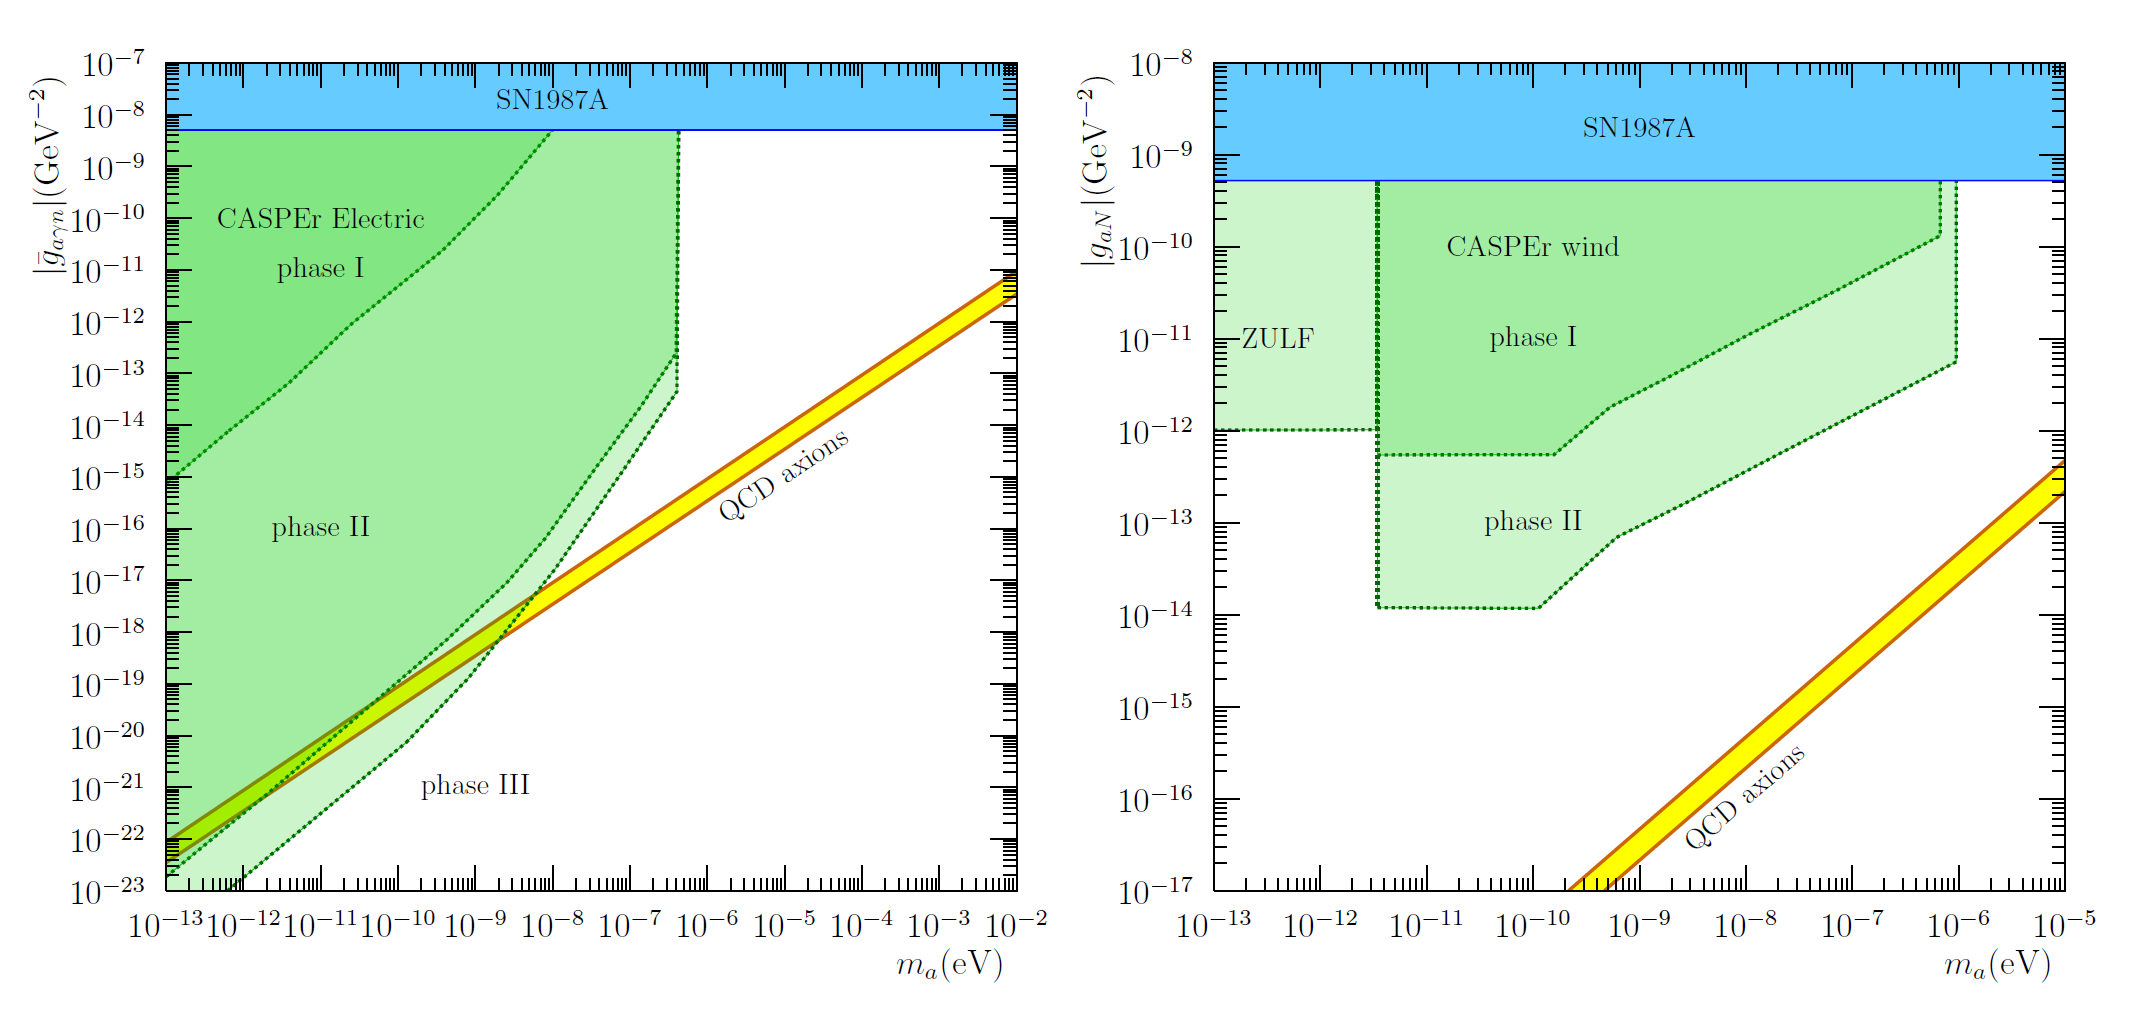 |ḡ_{aγn}|(GeV⁻²)
10⁻⁷
10⁻⁸
10⁻⁹
10⁻¹⁰
10⁻¹¹
10⁻¹²
10⁻¹³
10⁻¹⁴
10⁻¹⁵
10⁻¹⁶
10⁻¹⁷
10⁻¹⁸
10⁻¹⁹
10⁻²⁰
10⁻²¹
10⁻²²
10⁻²³
SN1987A
CASPEr Electric
phase I
phase II
QCD axions
phase III
10⁻¹³ 10⁻¹² 10⁻¹¹ 10⁻¹⁰ 10⁻⁹ 10⁻⁸ 10⁻⁷ 10⁻⁶ 10⁻⁵ 10⁻⁴ 10⁻³ 10⁻²
mₐ(eV)
|g_{aN}|(GeV⁻²)
10⁻⁸
10⁻⁹
10⁻¹⁰
10⁻¹¹
10⁻¹²
10⁻¹³
10⁻¹⁴
10⁻¹⁵
10⁻¹⁶
10⁻¹⁷
SN1987A
CASPEr wind
ZULF
phase I
phase II
QCD axions
10⁻¹³ 10⁻¹² 10⁻¹¹ 10⁻¹⁰ 10⁻⁹ 10⁻⁸ 10⁻⁷ 10⁻⁶ 10⁻⁵
mₐ(eV)